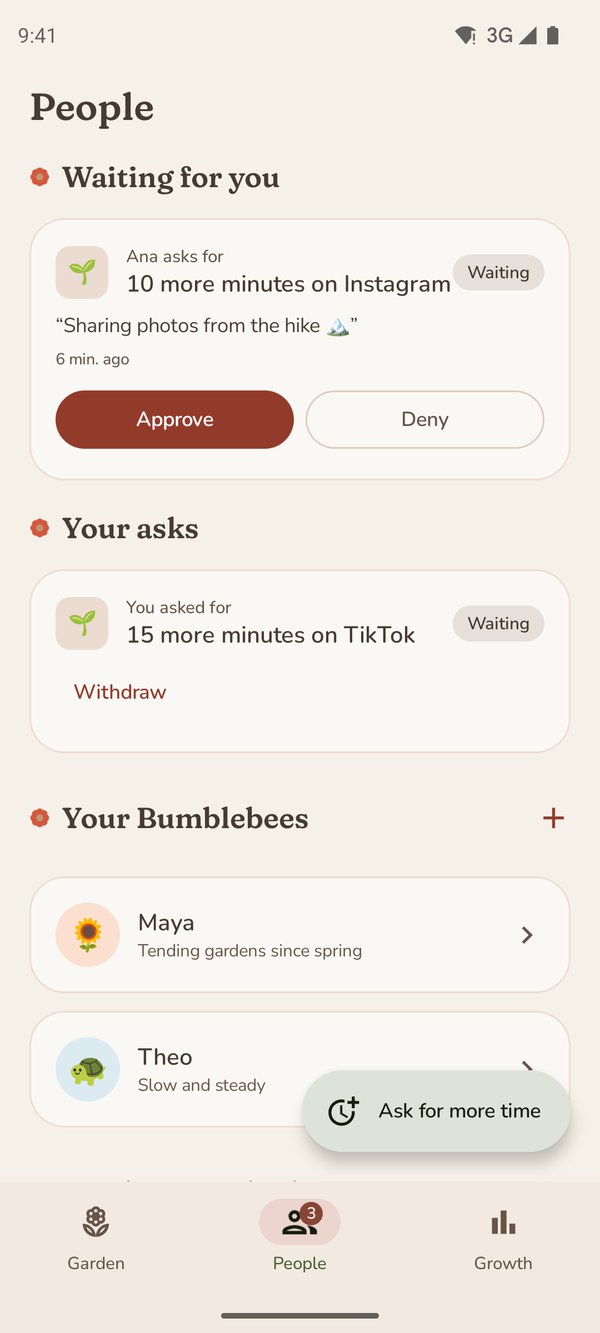 9:41
3G
People
Waiting for you
Ana asks for
10 more minutes on Instagram
Waiting
“Sharing photos from the hike 🏔️”
6 min. ago
Approve
Deny
Your asks
You asked for
15 more minutes on TikTok
Waiting
Withdraw
Your Bumblebees
Maya
Tending gardens since spring
Theo
Slow and steady
Ask for more time
3
Garden
People
Growth